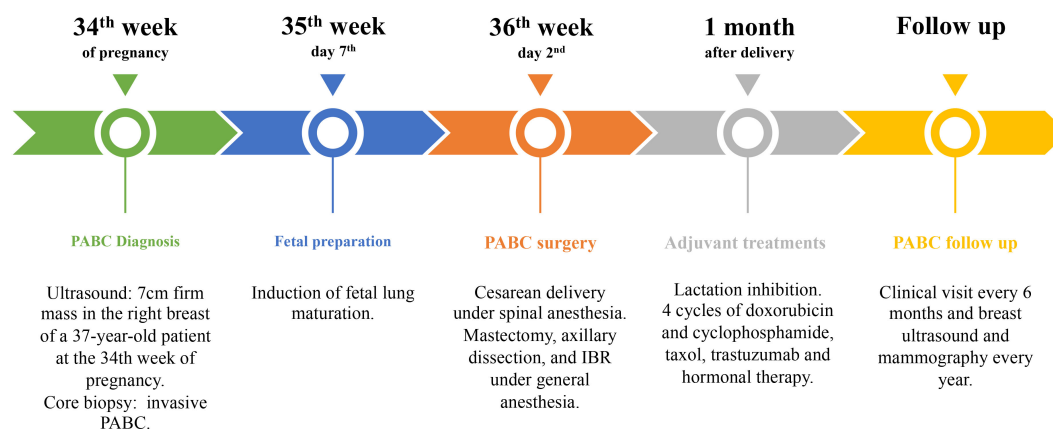 34th week
of pregnancy
35th week
day 7th
36th week
day 2nd
1 month
after delivery
Follow up
PABC Diagnosis
Fetal preparation
PABC surgery
Adjuvant treatments
PABC follow up
Ultrasound: 7cm firm
mass in the right breast
of a 37-year-old patient
at the 34th week of
pregnancy.
Core biopsy: invasive
PABC.
Induction of fetal lung
maturation.
Cesarean delivery
under spinal anesthesia.
Mastectomy, axillary
dissection, and IBR
under general
anesthesia.
Lactation inhibition.
4 cycles of doxorubicin
and cyclophosphamide,
taxol, trastuzumab and
hormonal therapy.
Clinical visit every 6
months and breast
ultrasound and
mammography every
year.